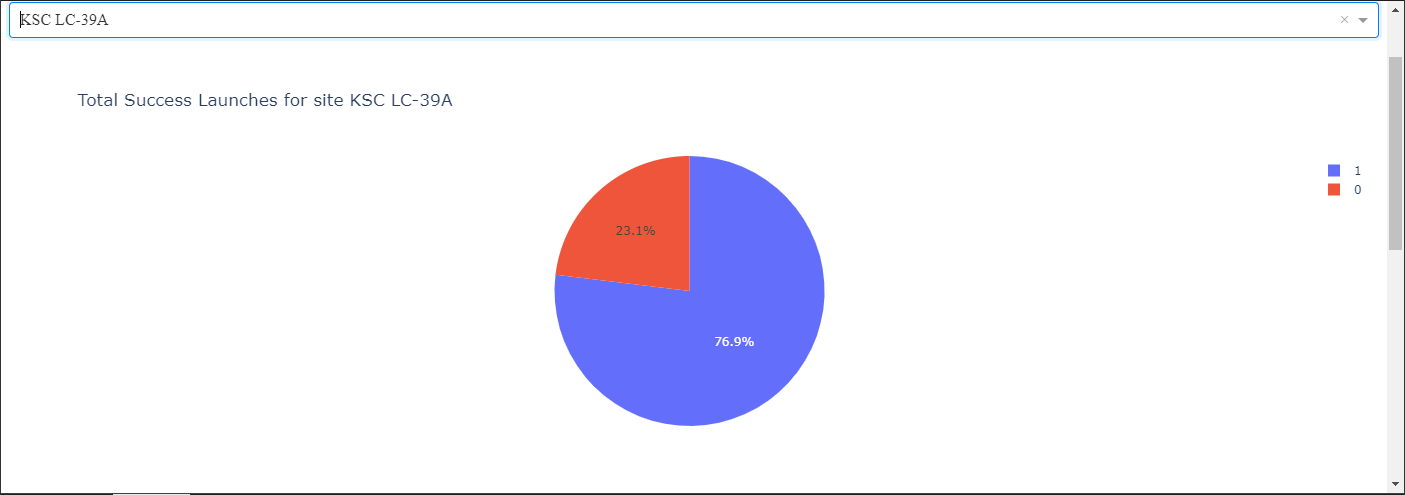 KSC LC-39A
Total Success Launches for site KSC LC-39A
1
0
23.1%
76.9%